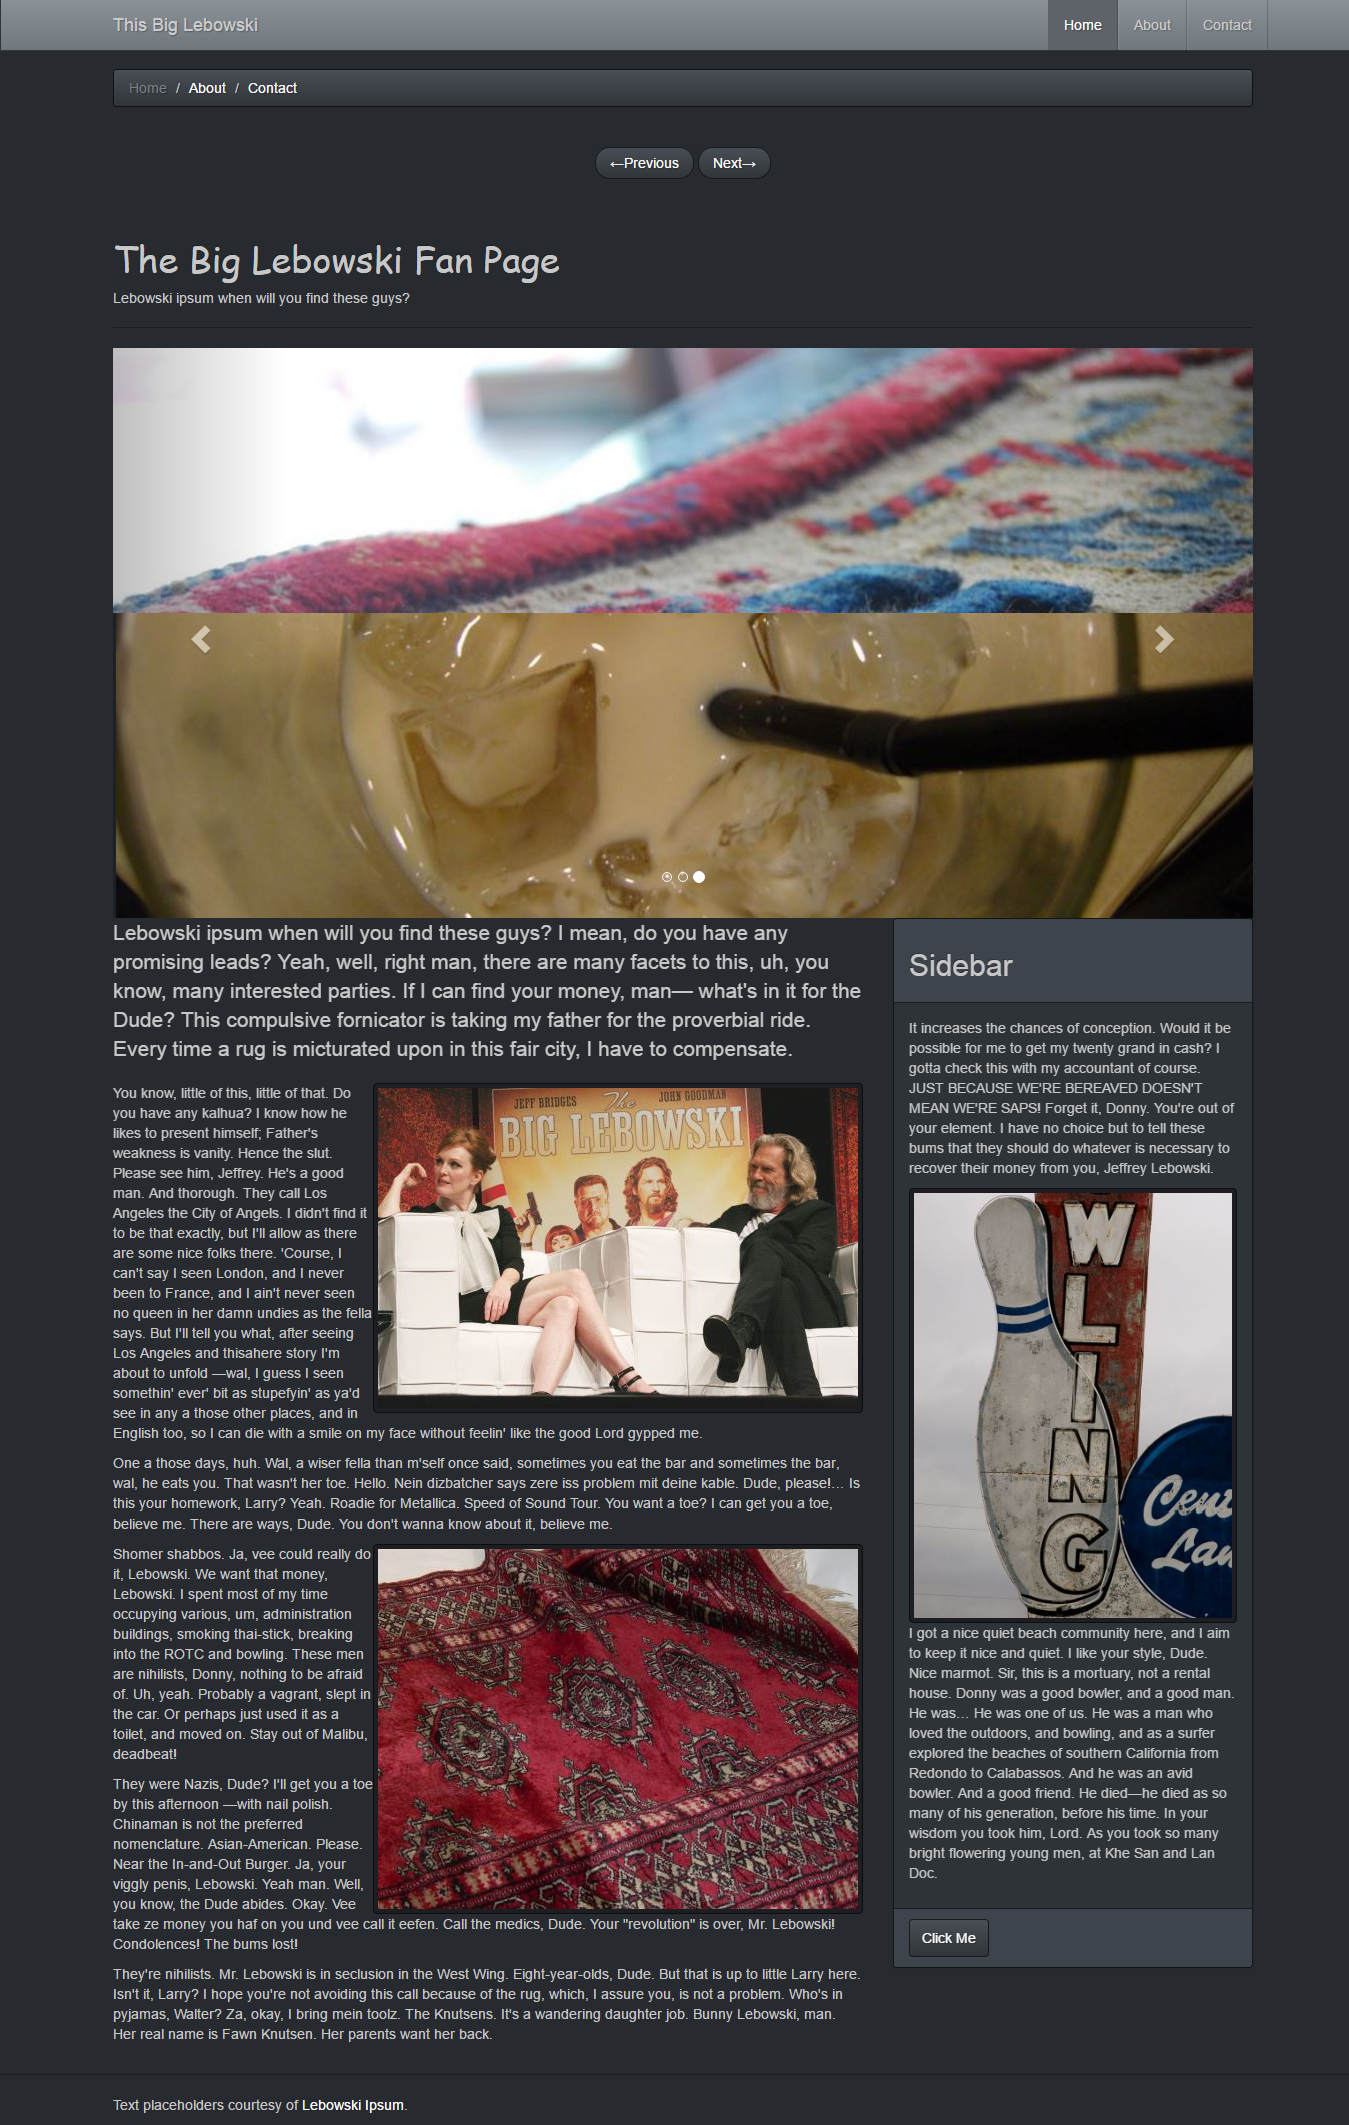 This Big Lebowski
Home About Contact
Home / About / Contact
←Previous Next→
The Big Lebowski Fan Page
Lebowski ipsum when will you find these guys?
Lebowski ipsum when will you find these guys? I mean, do you have any
promising leads? Yeah, well, right man, there are many facets to this, uh, you
know, many interested parties. If I can find your money, man— what's in it for the
Dude? This compulsive fornicator is taking my father for the proverbial ride.
Every time a rug is micturated upon in this fair city, I have to compensate.
You know, little of this, little of that. Do
you have any kalhua? I know how he
likes to present himself; Father's
weakness is vanity. Hence the slut.
Please see him, Jeffrey. He's a good
man. And thorough. They call Los
Angeles the City of Angels. I didn't find it
to be that exactly, but I'll allow as there
are some nice folks there. 'Course, I
can't say I seen London, and I never
been to France, and I ain't never seen
no queen in her damn undies as the fella
says. But I'll tell you what, after seeing
Los Angeles and thisahere story I'm
about to unfold —wal, I guess I seen
somethin' ever' bit as stupefyin' as ya'd
see in any a those other places, and in
English too, so I can die with a smile on my face without feelin' like the good Lord gypped me.
JEFF BRIDGES JOHN GOODMAN
The
BIG LEBOWSKI
One a those days, huh. Wal, a wiser fella than m'self once said, sometimes you eat the bar and sometimes the bar,
wal, he eats you. That wasn't her toe. Hello. Nein dizbatcher says zere iss problem mit deine kable. Dude, please!… Is
this your homework, Larry? Yeah. Roadie for Metallica. Speed of Sound Tour. You want a toe? I can get you a toe,
believe me. There are ways, Dude. You don't wanna know about it, believe me.
Shomer shabbos. Ja, vee could really do
it, Lebowski. We want that money,
Lebowski. I spent most of my time
occupying various, um, administration
buildings, smoking thai-stick, breaking
into the ROTC and bowling. These men
are nihilists, Donny, nothing to be afraid
of. Uh, yeah. Probably a vagrant, slept in
the car. Or perhaps just used it as a
toilet, and moved on. Stay out of Malibu,
deadbeat!
They were Nazis, Dude? I'll get you a toe
by this afternoon —with nail polish.
Chinaman is not the preferred
nomenclature. Asian-American. Please.
Near the In-and-Out Burger. Ja, your
viggly penis, Lebowski. Yeah man. Well,
you know, the Dude abides. Okay. Vee
take ze money you haf on you und vee call it eefen. Call the medics, Dude. Your "revolution" is over, Mr. Lebowski!
Condolences! The bums lost!
They're nihilists. Mr. Lebowski is in seclusion in the West Wing. Eight-year-olds, Dude. But that is up to little Larry here.
Isn't it, Larry? I hope you're not avoiding this call because of the rug, which, I assure you, is not a problem. Who's in
pyjamas, Walter? Za, okay, I bring mein toolz. The Knutsens. It's a wandering daughter job. Bunny Lebowski, man.
Her real name is Fawn Knutsen. Her parents want her back.
Sidebar
It increases the chances of conception. Would it be
possible for me to get my twenty grand in cash? I
gotta check this with my accountant of course.
JUST BECAUSE WE'RE BEREAVED DOESN'T
MEAN WE'RE SAPS! Forget it, Donny. You're out of
your element. I have no choice but to tell these
bums that they should do whatever is necessary to
recover their money from you, Jeffrey Lebowski.
WLING
Cent
Lan
I got a nice quiet beach community here, and I aim
to keep it nice and quiet. I like your style, Dude.
Nice marmot. Sir, this is a mortuary, not a rental
house. Donny was a good bowler, and a good man.
He was… He was one of us. He was a man who
loved the outdoors, and bowling, and as a surfer
explored the beaches of southern California from
Redondo to Calabassos. And he was an avid
bowler. And a good friend. He died—he died as so
many of his generation, before his time. In your
wisdom you took him, Lord. As you took so many
bright flowering young men, at Khe San and Lan
Doc.
Click Me
Text placeholders courtesy of Lebowski Ipsum.